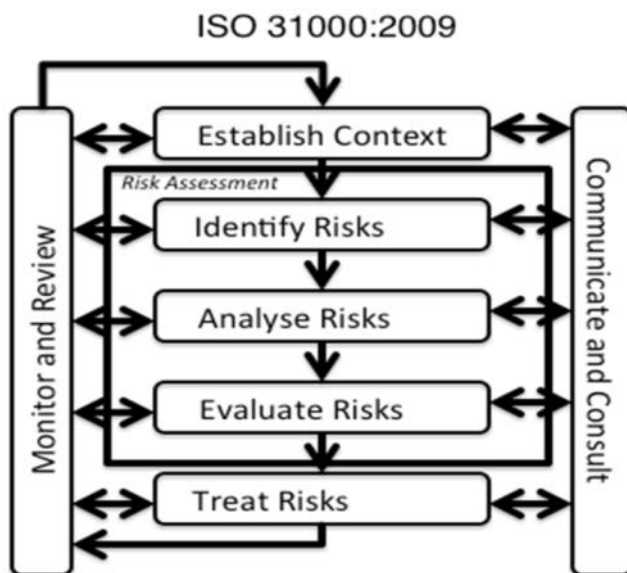 ISO 31000:2009
Establish Context
Risk Assessment
Identify Risks
Analyse Risks
Evaluate Risks
Treat Risks
Monitor and Review
Communicate and Consult